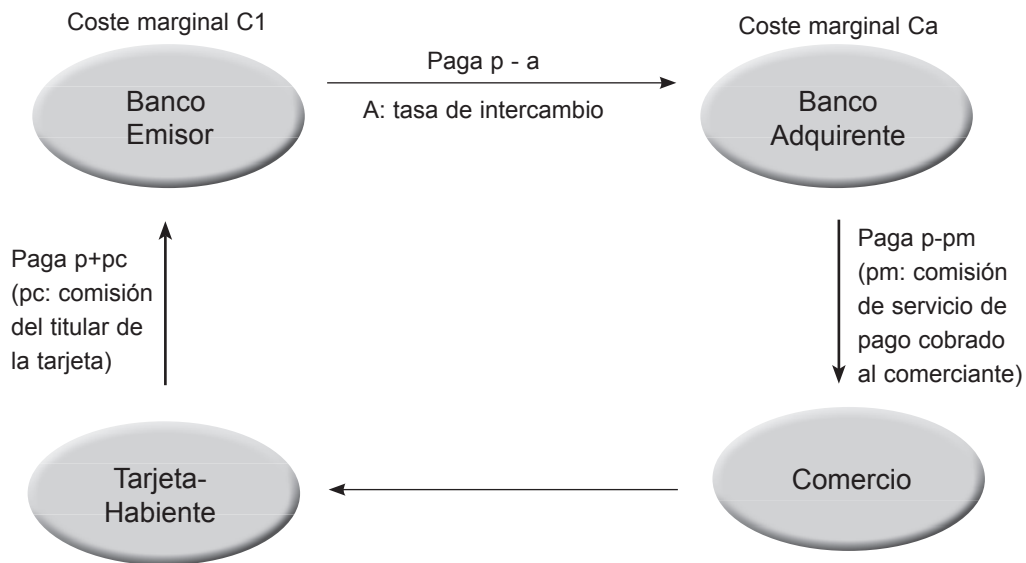 Coste marginal C1
Coste marginal Ca
Banco
Emisor
Paga p - a
A: tasa de intercambio
Banco
Adquirente
Paga p+pc
(pc: comisión
del titular de
la tarjeta)
Paga p-pm
(pm: comisión
de servicio de
pago cobrado
al comerciante)
Tarjeta-
Habiente
Comercio